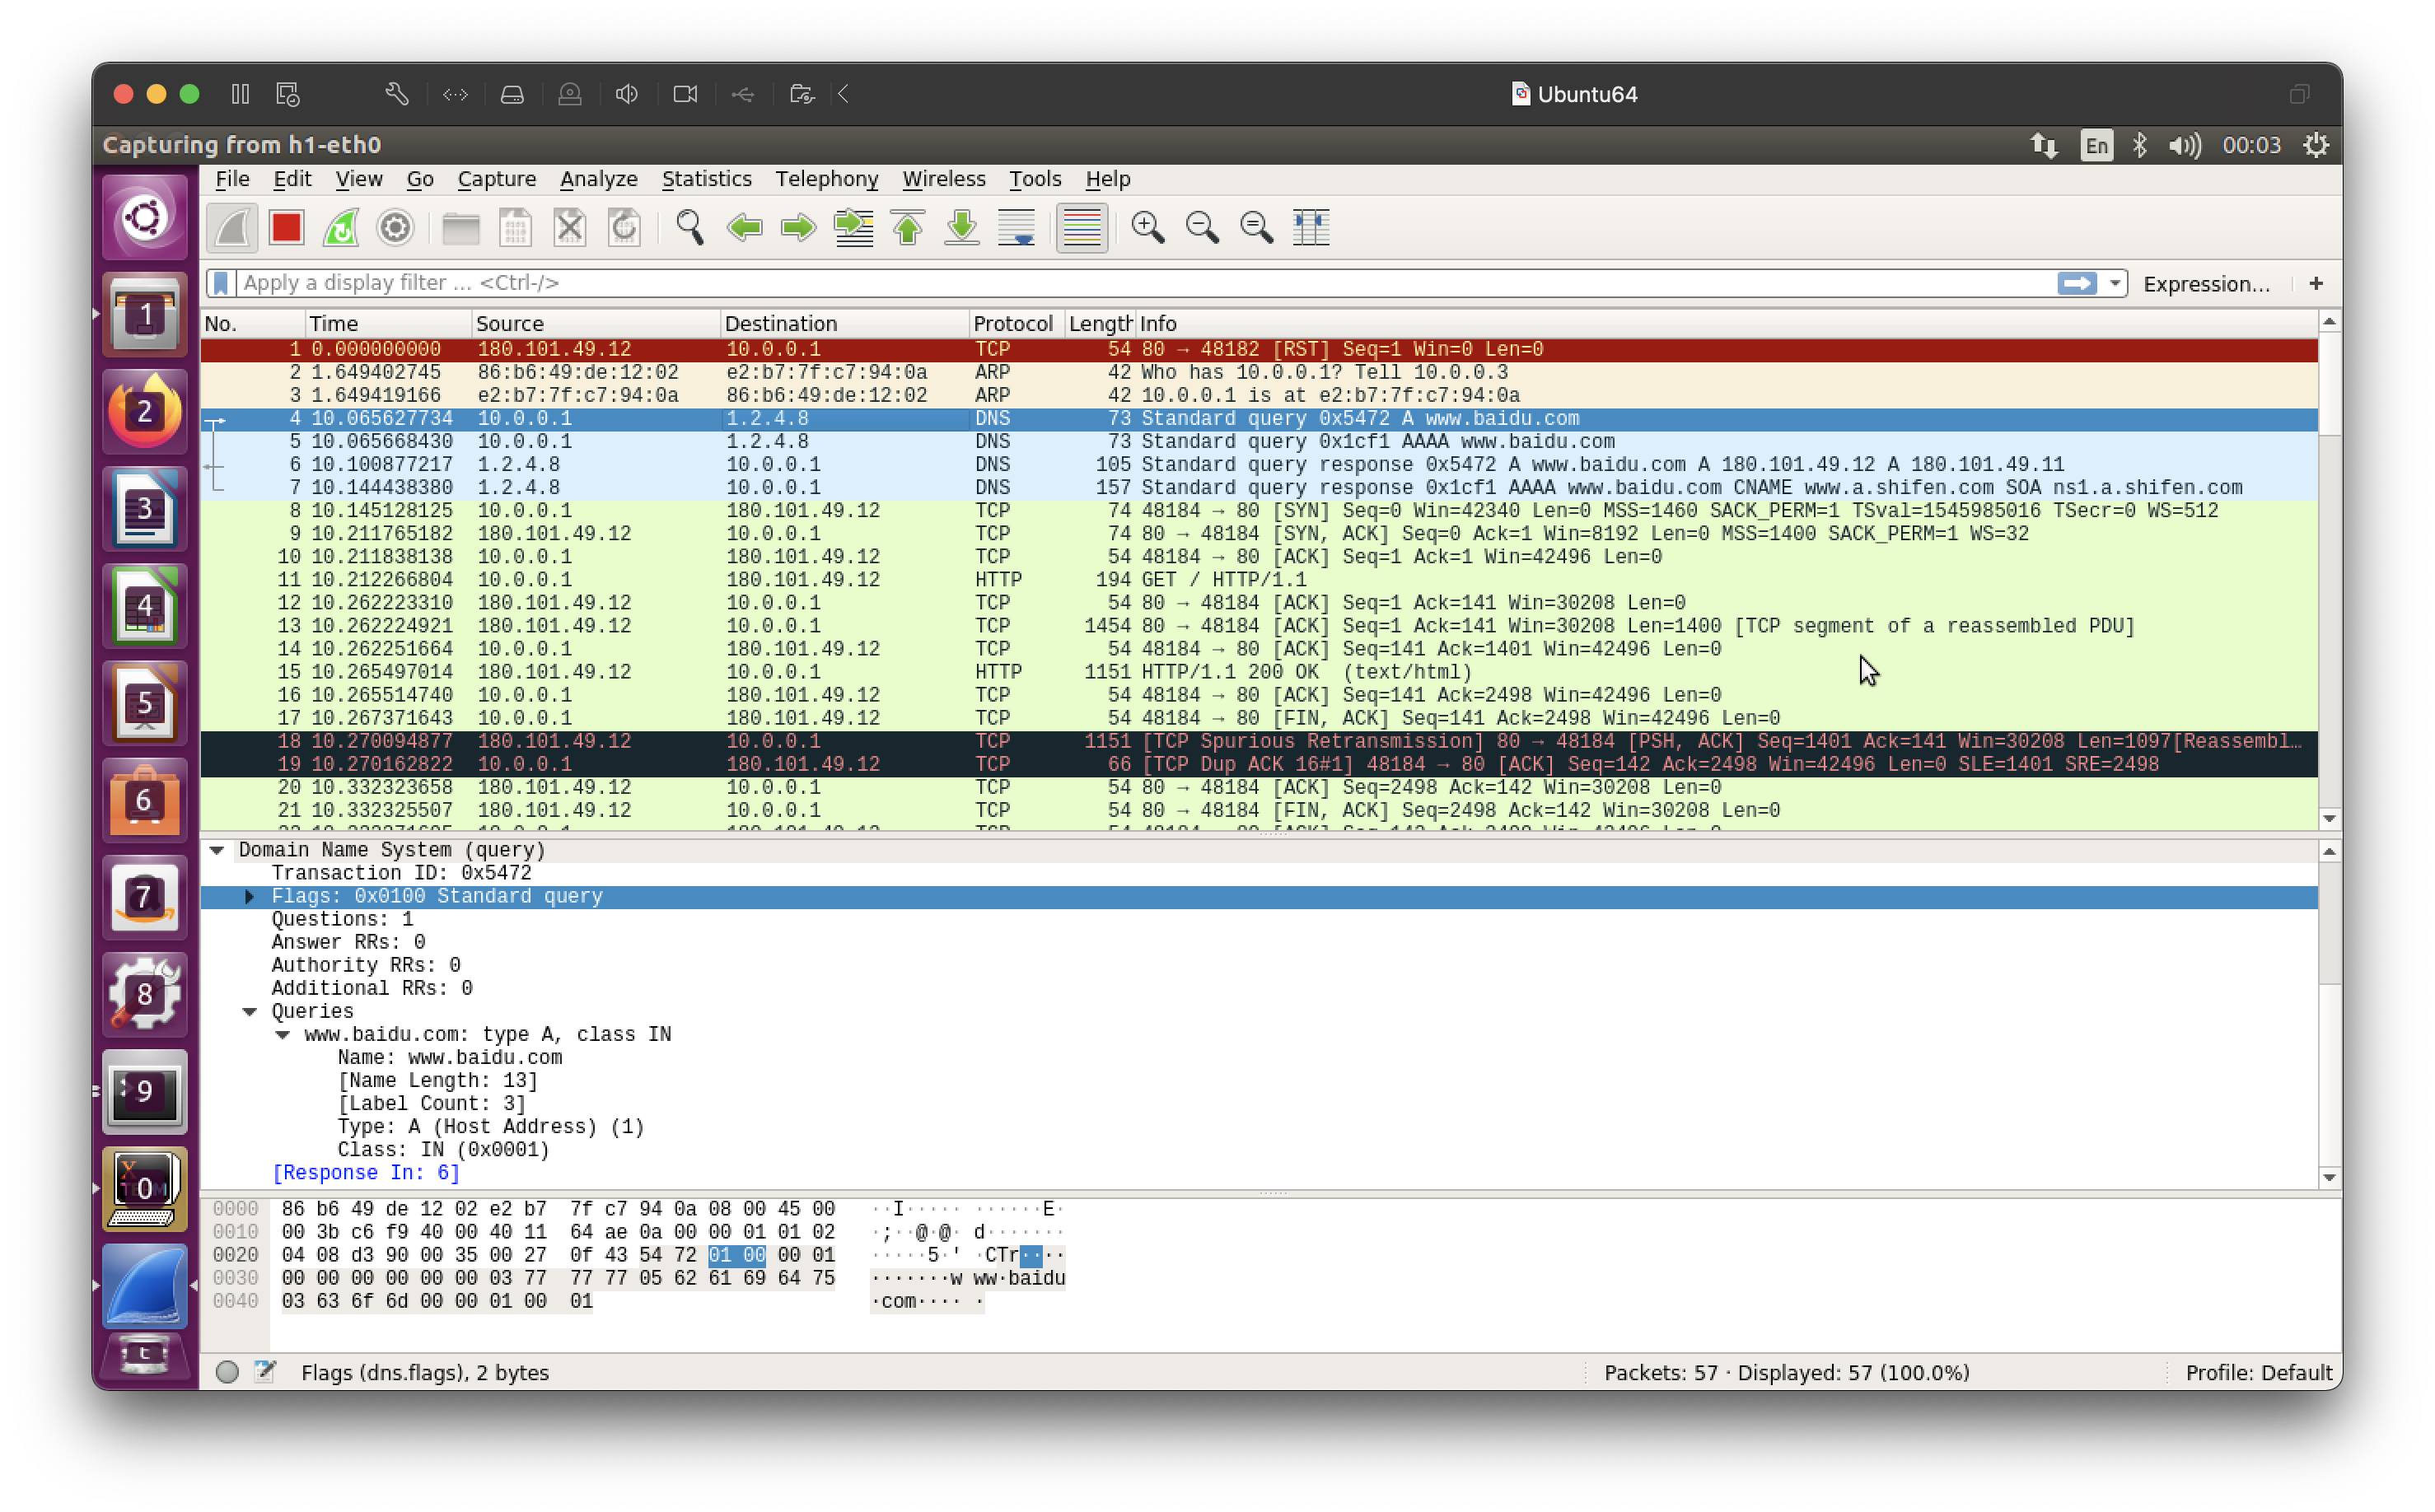 Ubuntu64
Capturing from h1-eth0
En
00:03
File Edit View Go Capture Analyze Statistics Telephony Wireless Tools Help
Apply a display filter ... <Ctrl-/>
Expression...
+
No. Time Source Destination Protocol Length Info
1 0.000000000 180.101.49.12 10.0.0.1 TCP 54 80 → 48182 [RST] Seq=1 Win=0 Len=0
2 1.649402745 86:b6:49:de:12:02 e2:b7:7f:c7:94:0a ARP 42 Who has 10.0.0.1? Tell 10.0.0.3
3 1.649419166 e2:b7:7f:c7:94:0a 86:b6:49:de:12:02 ARP 42 10.0.0.1 is at e2:b7:7f:c7:94:0a
4 10.065627734 10.0.0.1 1.2.4.8 DNS 73 Standard query 0x5472 A www.baidu.com
5 10.065668430 10.0.0.1 1.2.4.8 DNS 73 Standard query 0x1cf1 AAAA www.baidu.com
6 10.100877217 1.2.4.8 10.0.0.1 DNS 105 Standard query response 0x5472 A www.baidu.com A 180.101.49.12 A 180.101.49.11
7 10.144438380 1.2.4.8 10.0.0.1 DNS 157 Standard query response 0x1cf1 AAAA www.baidu.com CNAME www.a.shifen.com SOA ns1.a.shifen.com
8 10.145128125 10.0.0.1 180.101.49.12 TCP 74 48184 → 80 [SYN] Seq=0 Win=42340 Len=0 MSS=1460 SACK_PERM=1 TSval=1545985016 TSecr=0 WS=512
9 10.211765182 180.101.49.12 10.0.0.1 TCP 74 80 → 48184 [SYN, ACK] Seq=0 Ack=1 Win=8192 Len=0 MSS=1400 SACK_PERM=1 WS=32
10 10.211838138 10.0.0.1 180.101.49.12 TCP 54 48184 → 80 [ACK] Seq=1 Ack=1 Win=42496 Len=0
11 10.212266804 10.0.0.1 180.101.49.12 HTTP 194 GET / HTTP/1.1
12 10.262223310 180.101.49.12 10.0.0.1 TCP 54 80 → 48184 [ACK] Seq=1 Ack=141 Win=30208 Len=0
13 10.262224921 180.101.49.12 10.0.0.1 TCP 1454 80 → 48184 [ACK] Seq=1 Ack=141 Win=30208 Len=1400 [TCP segment of a reassembled PDU]
14 10.262251664 10.0.0.1 180.101.49.12 TCP 54 48184 → 80 [ACK] Seq=141 Ack=1401 Win=42496 Len=0
15 10.265497014 180.101.49.12 10.0.0.1 HTTP 1151 HTTP/1.1 200 OK (text/html)
16 10.265514740 10.0.0.1 180.101.49.12 TCP 54 48184 → 80 [ACK] Seq=141 Ack=2498 Win=42496 Len=0
17 10.267371643 10.0.0.1 180.101.49.12 TCP 54 48184 → 80 [FIN, ACK] Seq=141 Ack=2498 Win=42496 Len=0
18 10.270094877 180.101.49.12 10.0.0.1 TCP 1151 [TCP Spurious Retransmission] 80 → 48184 [PSH, ACK] Seq=1401 Ack=141 Win=30208 Len=1097[Reassembl…
19 10.270162822 10.0.0.1 180.101.49.12 TCP 66 [TCP Dup ACK 16#1] 48184 → 80 [ACK] Seq=142 Ack=2498 Win=42496 Len=0 SLE=1401 SRE=2498
20 10.332323658 180.101.49.12 10.0.0.1 TCP 54 80 → 48184 [ACK] Seq=2498 Ack=142 Win=30208 Len=0
21 10.332325507 180.101.49.12 10.0.0.1 TCP 54 80 → 48184 [FIN, ACK] Seq=2498 Ack=142 Win=30208 Len=0
Domain Name System (query)
Transaction ID: 0x5472
Flags: 0x0100 Standard query
Questions: 1
Answer RRs: 0
Authority RRs: 0
Additional RRs: 0
Queries
www.baidu.com: type A, class IN
Name: www.baidu.com
[Name Length: 13]
[Label Count: 3]
Type: A (Host Address) (1)
Class: IN (0x0001)
[Response In: 6]
0000 86 b6 49 de 12 02 e2 b7 7f c7 94 0a 08 00 45 00 ··I····· ······E·
0010 00 3b c6 f9 40 00 40 11 64 ae 0a 00 00 01 01 02 ·;··@·@· d·······
0020 04 08 d3 90 00 35 00 27 0f 43 54 72 01 00 00 01 ·····5·' ·CTr····
0030 00 00 00 00 00 00 03 77 77 77 05 62 61 69 64 75 ·······w ww·baidu
0040 03 63 6f 6d 00 00 01 00 01 ·com···· ·
Flags (dns.flags), 2 bytes
Packets: 57 · Displayed: 57 (100.0%)
Profile: Default
1
2
3
4
5
6
7
8
9
0
t